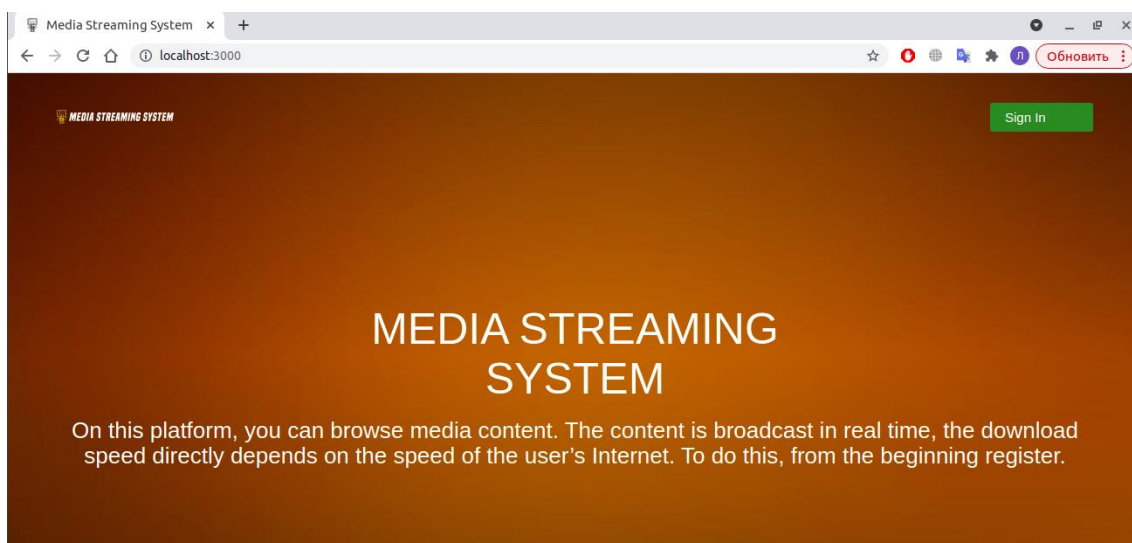 Media Streaming System
localhost:3000
Л
Обновить
MEDIA STREAMING SYSTEM
Sign In
MEDIA STREAMING
SYSTEM
On this platform, you can browse media content. The content is broadcast in real time, the download
speed directly depends on the speed of the user’s Internet. To do this, from the beginning register.